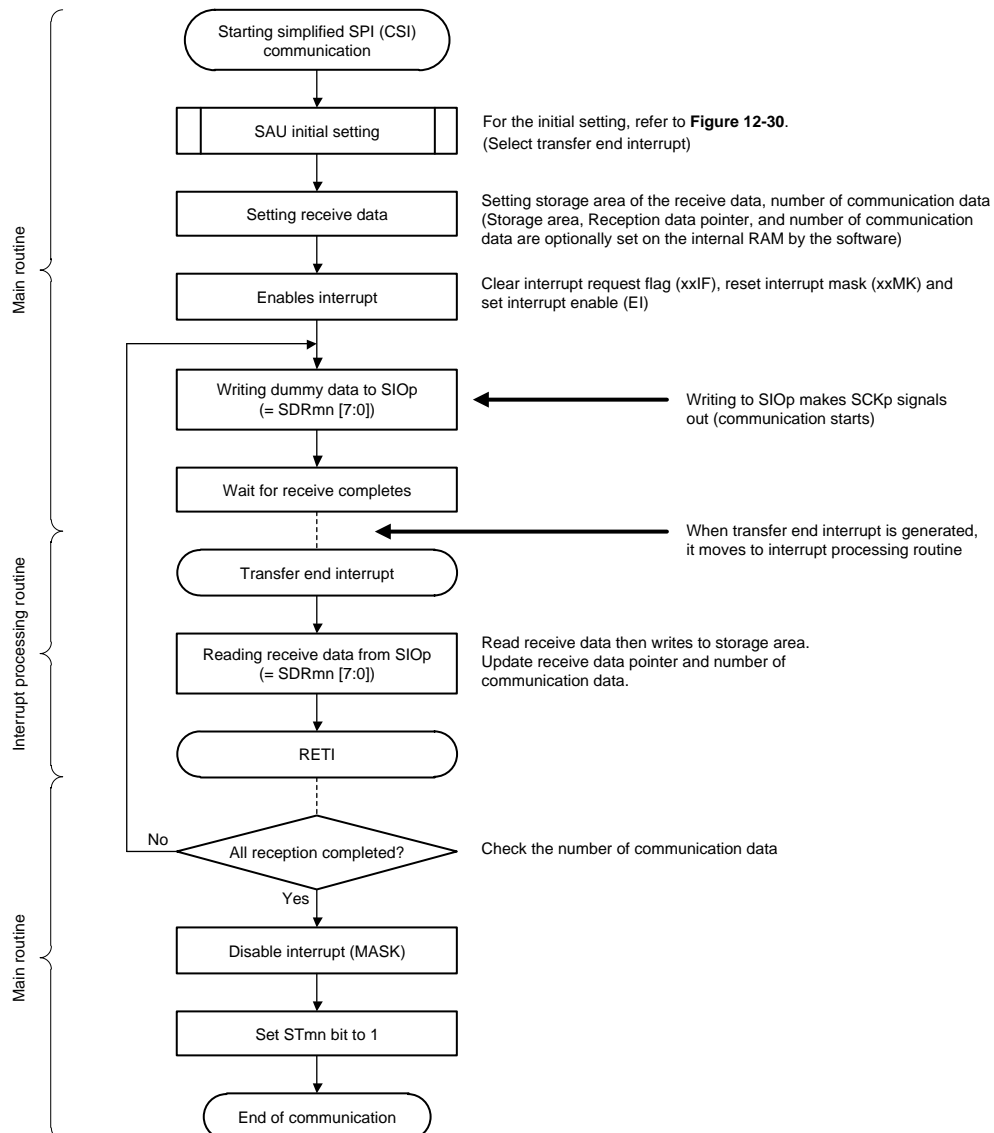 Starting simplified SPI (CSI)
communication
SAU initial setting
For the initial setting, refer to Figure 12-30.
(Select transfer end interrupt)
Setting receive data
Setting storage area of the receive data, number of communication data
(Storage area, Reception data pointer, and number of communication
data are optionally set on the internal RAM by the software)
Main routine
Enables interrupt
Clear interrupt request flag (xxIF), reset interrupt mask (xxMK) and
set interrupt enable (EI)
Writing dummy data to SIOp
(= SDRmn [7:0])
Writing to SIOp makes SCKp signals
out (communication starts)
Wait for receive completes
When transfer end interrupt is generated,
it moves to interrupt processing routine
Transfer end interrupt
Interrupt processing routine
Reading receive data from SIOp
(= SDRmn [7:0])
Read receive data then writes to storage area.
Update receive data pointer and number of
communication data.
RETI
No
All reception completed?
Check the number of communication data
Yes
Main routine
Disable interrupt (MASK)
Set STmn bit to 1
End of communication